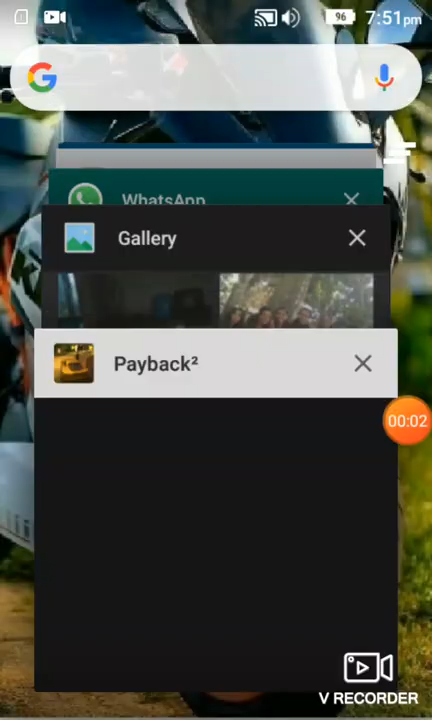 96 7:51pm
G
WhatsApp
Gallery
Payback²
00:02
V RECORDER